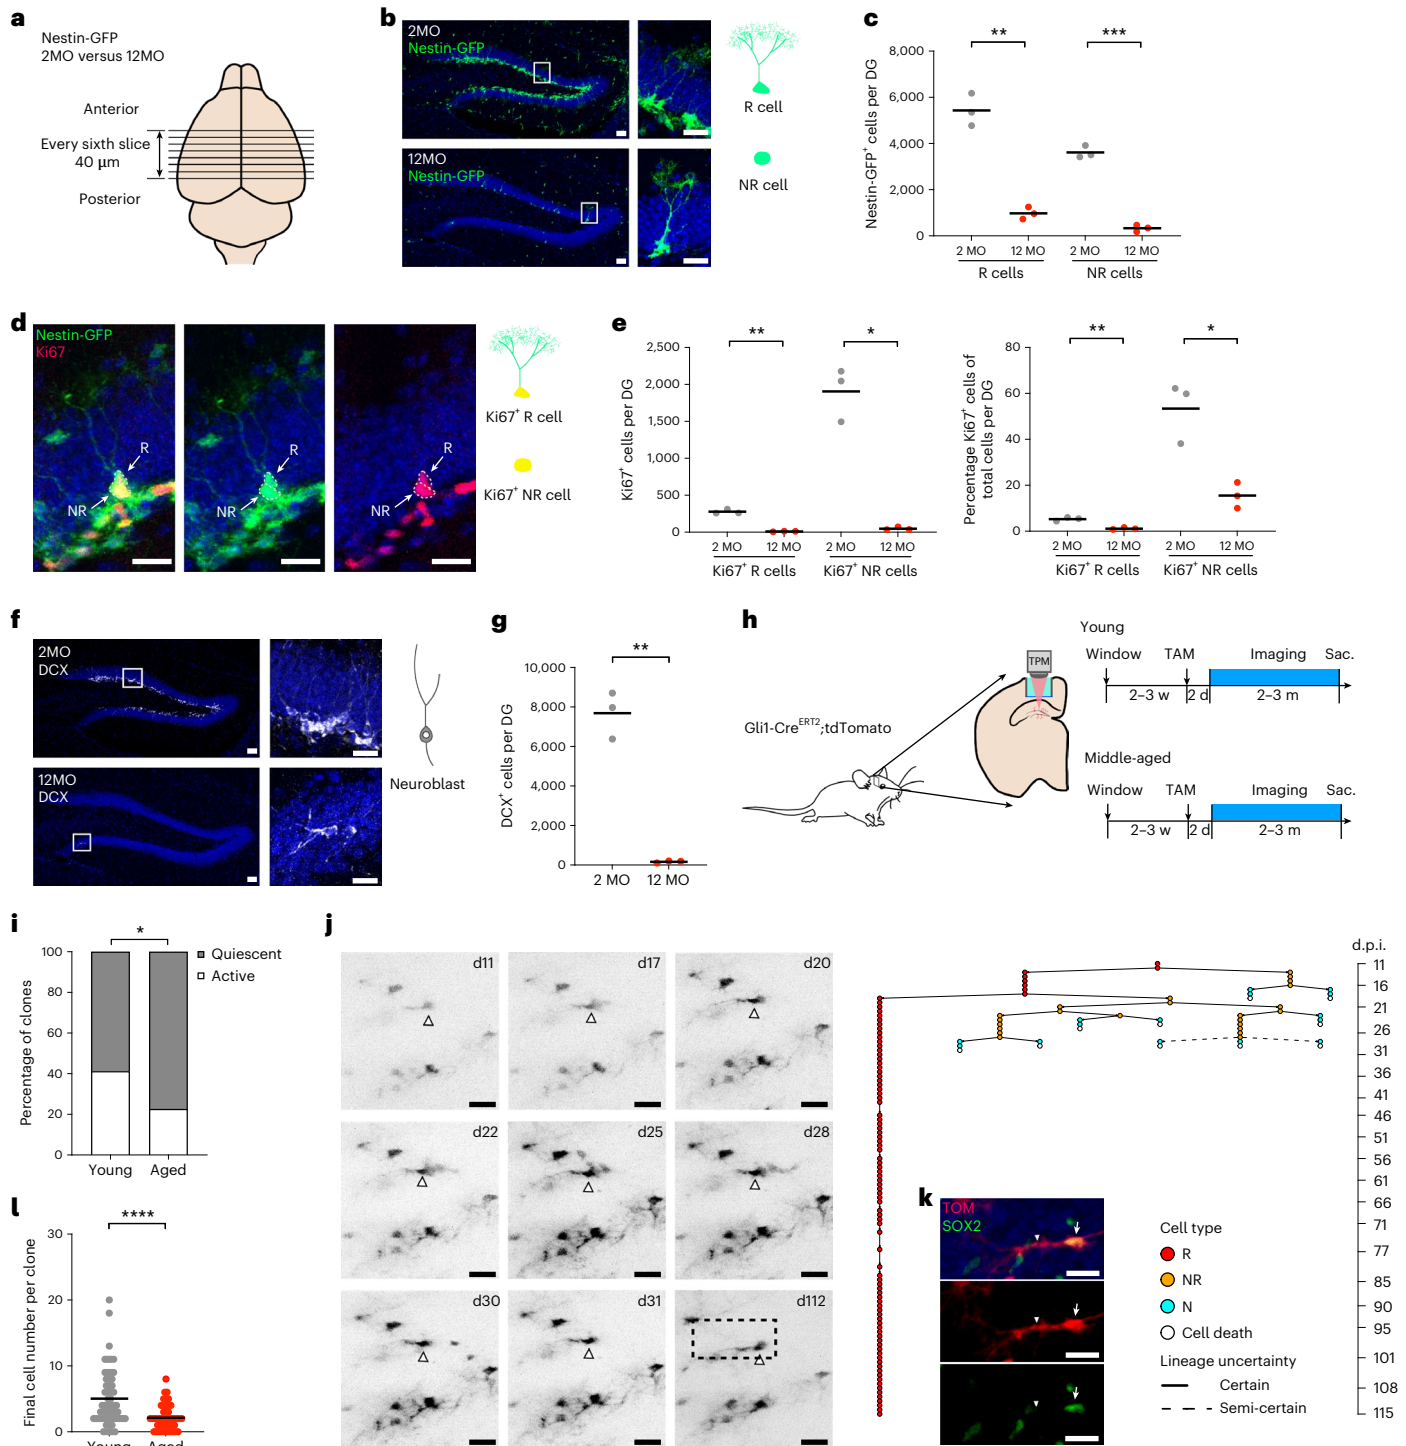 a
Nestin-GFP
2MO versus 12MO
Anterior
Every sixth slice
40 µm
Posterior
b
2MO
Nestin-GFP
12MO
Nestin-GFP
R cell
NR cell
c
Nestin-GFP+ cells per DG
8,000
6,000
4,000
2,000
0
**
***
2 MO
12 MO
2 MO
12 MO
R cells
NR cells
d
Nestin-GFP
Ki67
R
NR
R
NR
R
NR
Ki67+ R cell
Ki67+ NR cell
e
Ki67+ cells per DG
2,500
2,000
1,500
1,000
500
0
**
*
2 MO
12 MO
2 MO
12 MO
Ki67+ R cells
Ki67+ NR cells
Percentage Ki67+ cells of
total cells per DG
80
60
40
20
0
**
*
2 MO
12 MO
2 MO
12 MO
Ki67+ R cells
Ki67+ NR cells
f
2MO
DCX
12MO
DCX
Neuroblast
g
DCX+ cells per DG
10,000
8,000
6,000
4,000
2,000
0
**
2 MO
12 MO
h
Gli1-CreERT2;tdTomato
TPM
Young
Window
TAM
Imaging
Sac.
2–3 w
2 d
2–3 m
Middle-aged
Window
TAM
Imaging
Sac.
2–3 w
2 d
2–3 m
i
Percentage of clones
100
80
60
40
20
0
*
Quiescent
Active
Young
Aged
j
d11
d17
d20
d22
d25
d28
d30
d31
d112
d.p.i.
11
16
21
26
31
36
41
46
51
56
61
66
71
77
85
90
95
101
108
115
k
TOM
SOX2
Cell type
R
NR
N
Cell death
Lineage uncertainty
Certain
Semi-certain
l
Final cell number per clone
30
20
10
0
****
Young
Aged